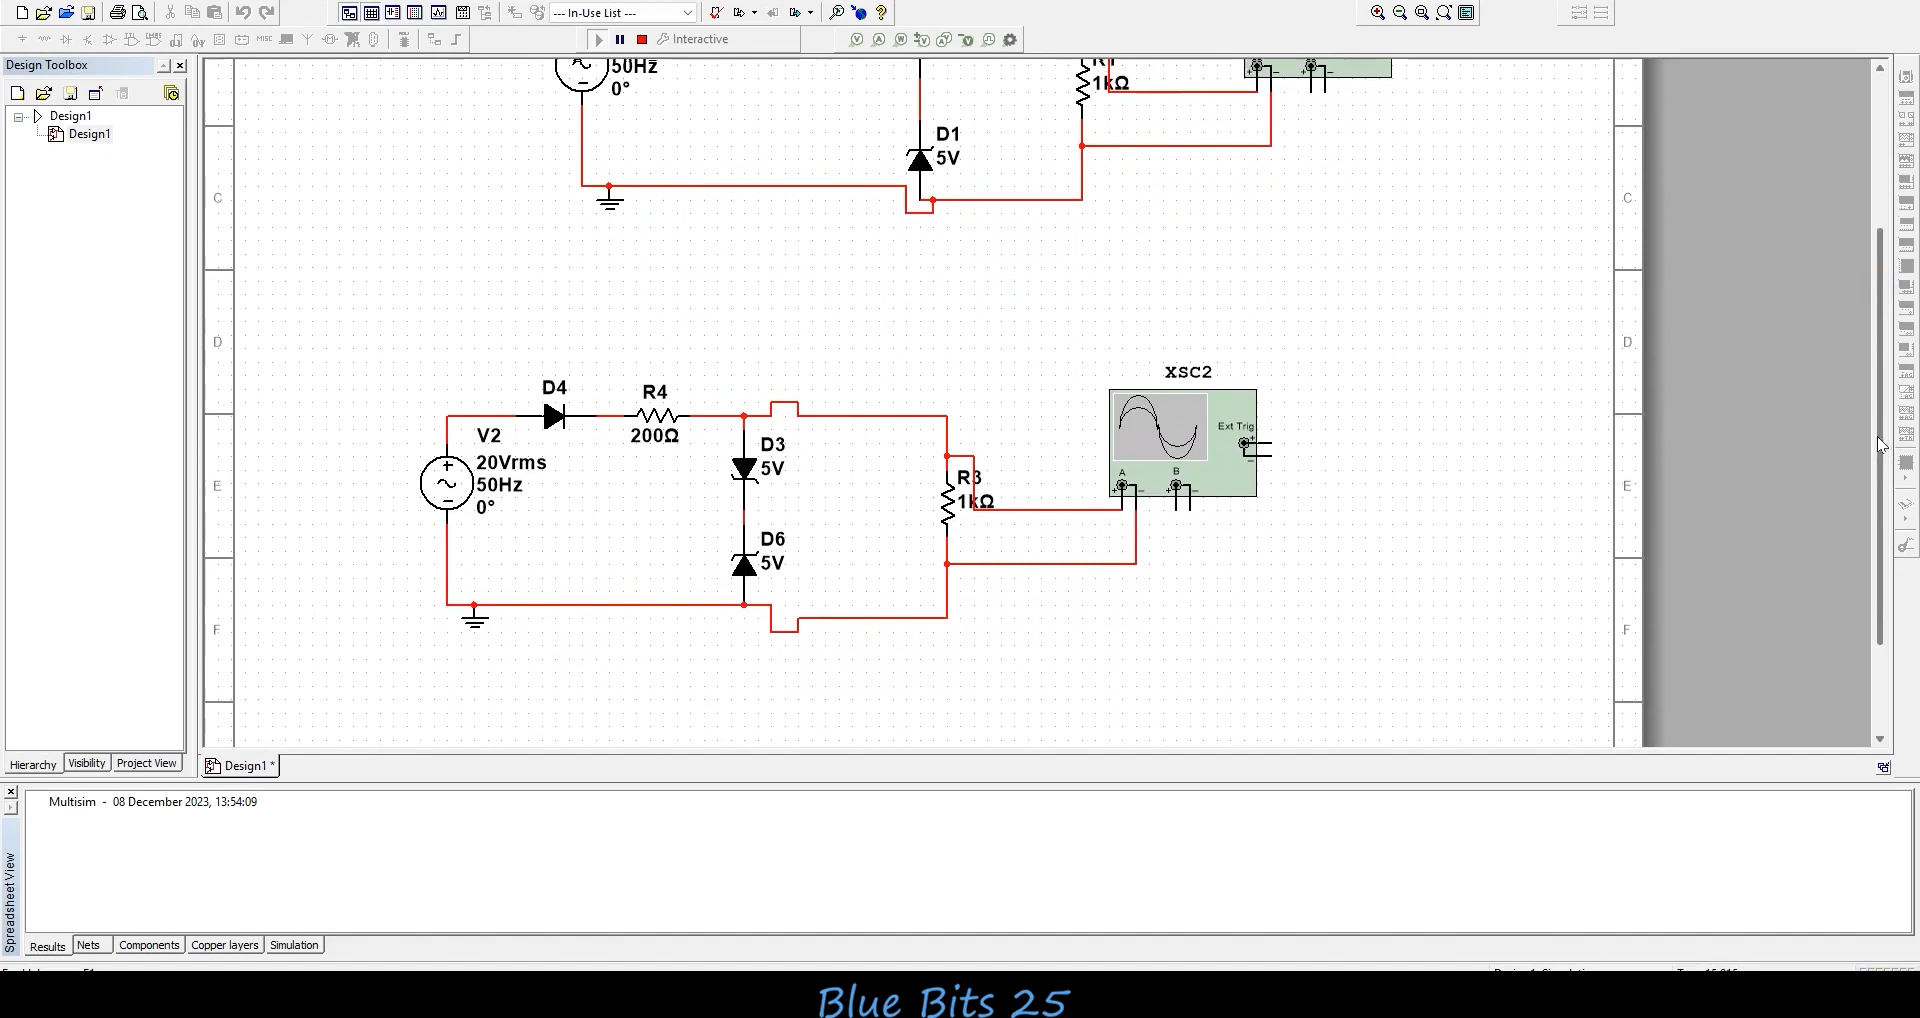 --- In-Use List ---
Interactive
MISC
Design Toolbox
Design1
Design1
50Hz
0°
1kΩ
D1
5V
C
C
D
D
E
E
F
F
D4
R4
200Ω
V2
20Vrms
50Hz
0°
D3
5V
D6
5V
R3
1kΩ
XSC2
Ext Trig
A
B
Hierarchy
Visibility
Project View
Design1 *
Multisim - 08 December 2023, 13:54:09
Spreadsheet View
Results
Nets
Components
Copper layers
Simulation
Blue Bits 25